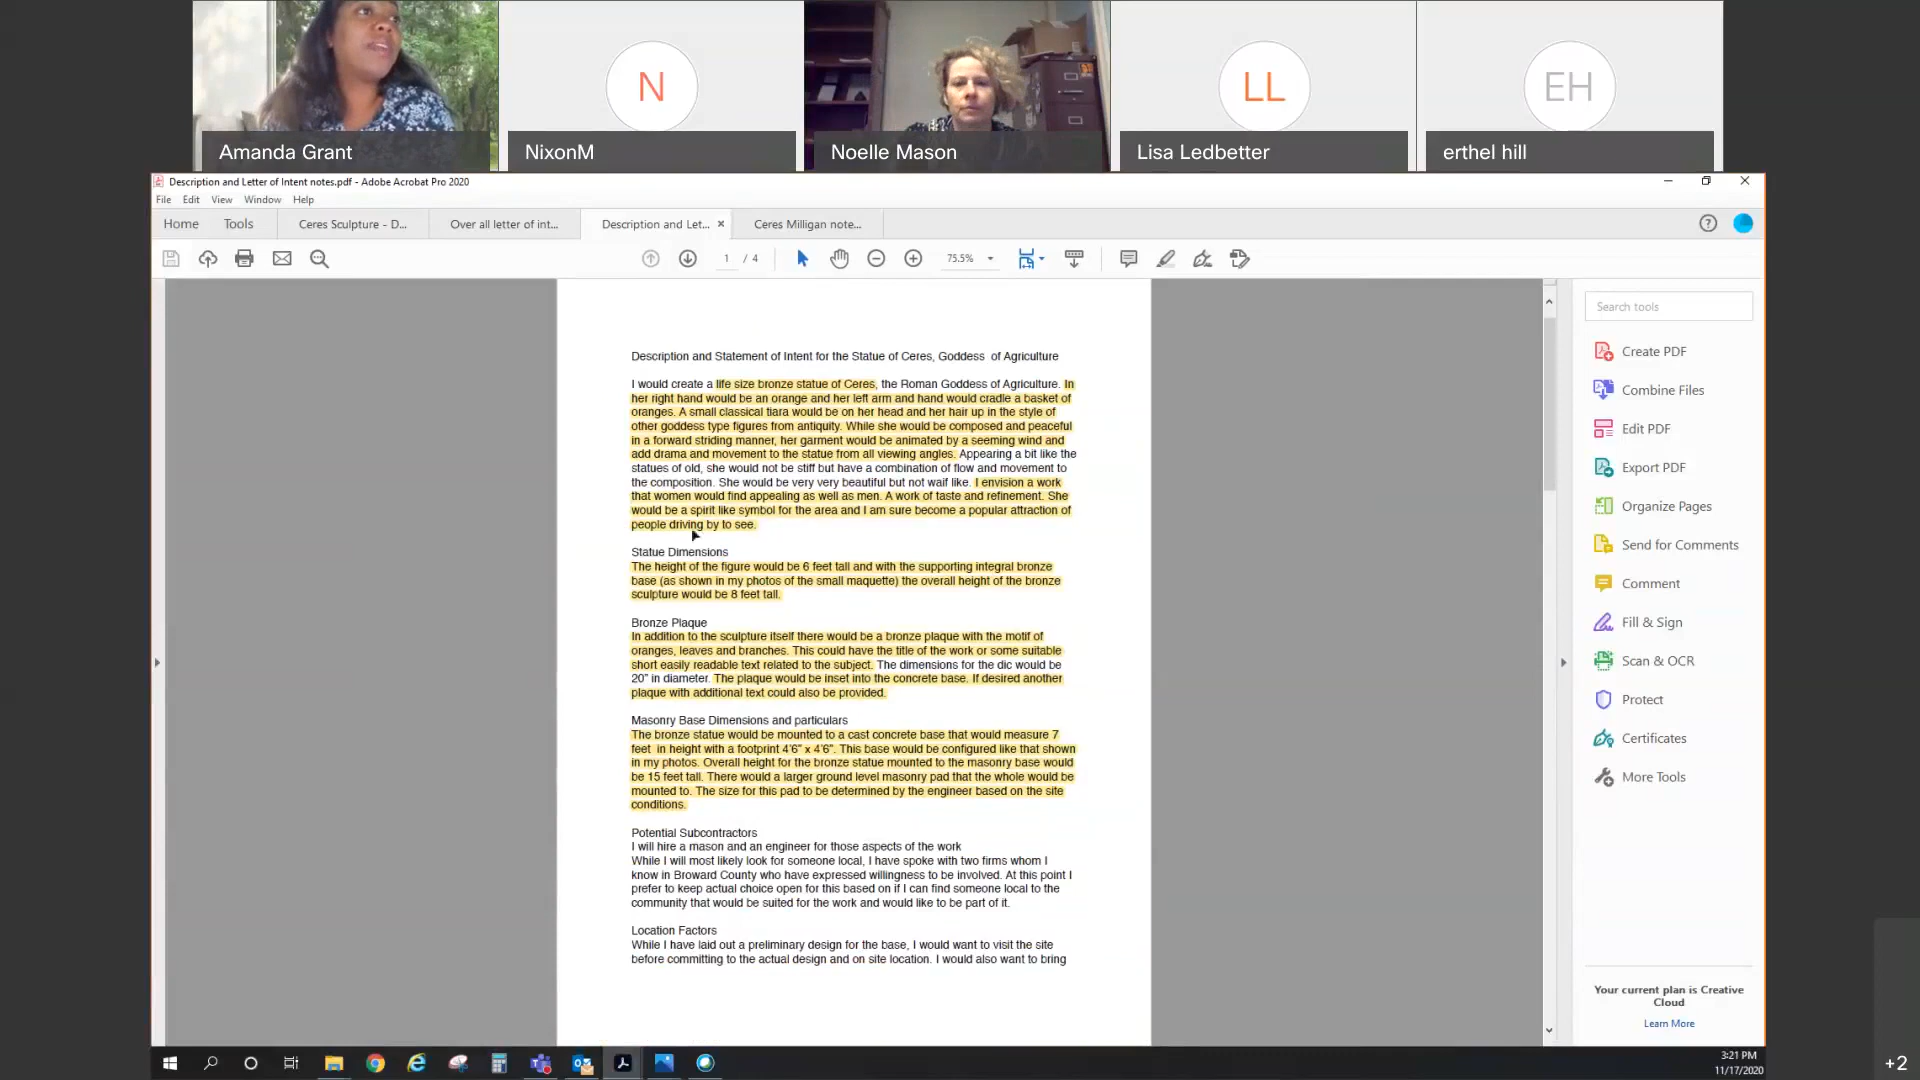 N
LL
EH
Amanda Grant
NixonM
Noelle Mason
Lisa Ledbetter
erthel hill
Description and Letter of Intent notes.pdf - Adobe Acrobat Pro 2020
File Edit View Window Help
Home Tools Ceres Sculpture - D... Over all letter of int... Description and Let... × Ceres Milligan note...
1 / 4 75.5%
Description and Statement of Intent for the Statue of Ceres, Goddess of Agriculture
I would create a life size bronze statue of Ceres, the Roman Goddess of Agriculture. In
her right hand would be an orange and her left arm and hand would cradle a basket of
oranges. A small classical tiara would be on her head and her hair up in the style of
other goddess type figures from antiquity. While she would be composed and peaceful
in a forward striding manner, her garment would be animated by a seeming wind and
add drama and movement to the statue from all viewing angles. Appearing a bit like the
statues of old, she would not be stiff but have a combination of flow and movement to
the composition. She would be very very beautiful but not waif like. I envision a work
that women would find appealing as well as men. A work of taste and refinement. She
would be a spirit like symbol for the area and I am sure become a popular attraction of
people driving by to see.
Statue Dimensions
The height of the figure would be 6 feet tall and with the supporting integral bronze
base (as shown in my photos of the small maquette) the overall height of the bronze
sculpture would be 8 feet tall.
Bronze Plaque
In addition to the sculpture itself there would be a bronze plaque with the motif of
oranges, leaves and branches. This could have the title of the work or some suitable
short easily readable text related to the subject. The dimensions for the dic would be
20" in diameter. The plaque would be inset into the concrete base. If desired another
plaque with additional text could also be provided.
Masonry Base Dimensions and particulars
The bronze statue would be mounted to a cast concrete base that would measure 7
feet in height with a footprint 4'6" x 4'6". This base would be configured like that shown
in my photos. Overall height for the bronze statue mounted to the masonry base would
be 15 feet tall. There would a larger ground level masonry pad that the whole would be
mounted to. The size for this pad to be determined by the engineer based on the site
conditions.
Potential Subcontractors
I will hire a mason and an engineer for those aspects of the work
While I will most likely look for someone local, I have spoke with two firms whom I
know in Broward County who have expressed willingness to be involved. At this point I
prefer to keep actual choice open for this based on if I can find someone local to the
community that would be suited for the work and would like to be part of it.
Location Factors
While I have laid out a preliminary design for the base, I would want to visit the site
before committing to the actual design and on site location. I would also want to bring
Search tools
Create PDF
Combine Files
Edit PDF
Export PDF
Organize Pages
Send for Comments
Comment
Fill & Sign
Scan & OCR
Protect
Certificates
More Tools
Your current plan is Creative
Cloud
Learn More
3:21 PM
11/17/2020
+2